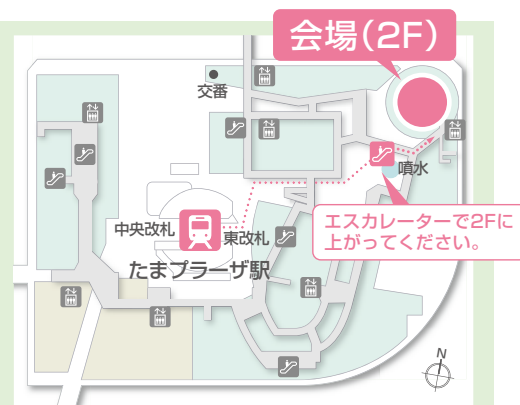 会場(2F)
交番
噴水
エスカレーターで2Fに
上がってください。
中央改札
東改札
たまプラーザ駅
N